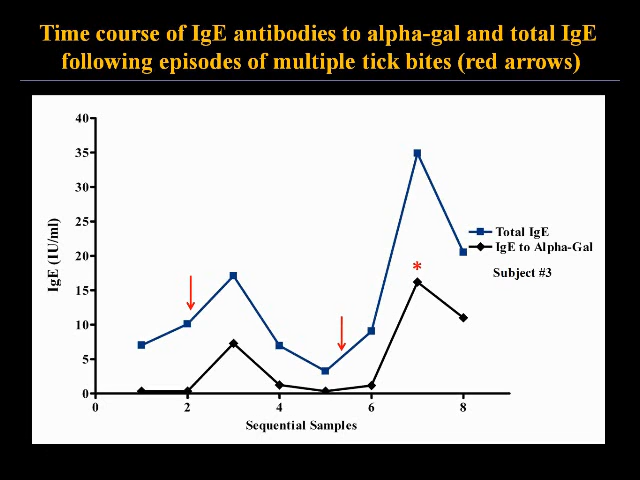 Time course of IgE antibodies to alpha-gal and total IgE
following episodes of multiple tick bites (red arrows)
40
35
30
25
20
15
10
5
0
IgE (IU/ml)
Total IgE
IgE to Alpha-Gal
Subject #3
*
0 2 4 6 8
Sequential Samples